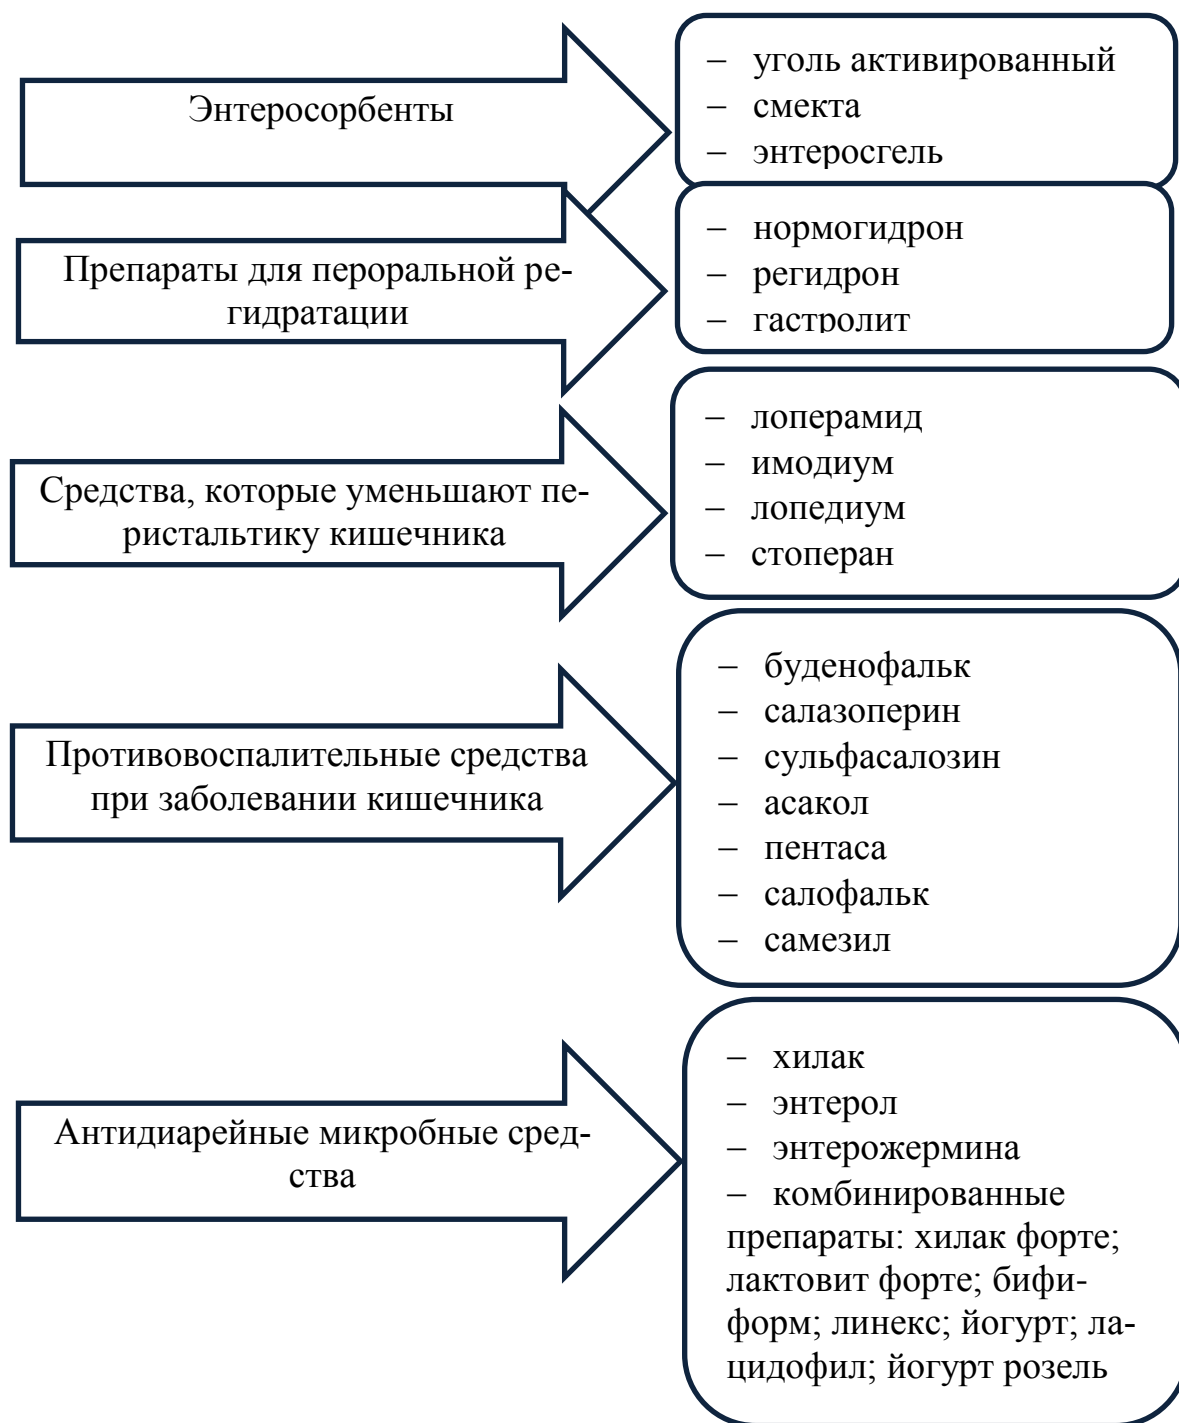 Энтеросорбенты
– уголь активированный
– смекта
– энтеросгель
Препараты для пероральной ре-
гидратации
– нормогидрон
– регидрон
– гастролит
Средства, которые уменьшают пе-
ристальтику кишечника
– лоперамид
– имодиум
– лопедиум
– стоперан
Противовоспалительные средства
при заболевании кишечника
– буденофальк
– салазоперин
– сульфасалозин
– асакол
– пентаса
– салофальк
– самезил
Антидиарейные микробные сред-
ства
– хилак
– энтерол
– энтерожермина
– комбинированные
препараты: хилак форте;
лактовит форте; бифи-
форм; линекс; йогурт; ла-
цидофил; йогурт розель